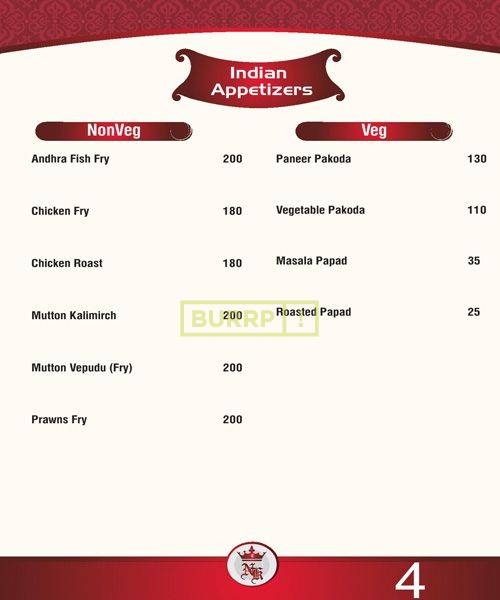 Indian
Appetizers
NonVeg
Andhra Fish Fry 200
Chicken Fry 180
Chicken Roast 180
Mutton Kalimirch 200
Mutton Vepudu (Fry) 200
Prawns Fry 200
Veg
Paneer Pakoda 130
Vegetable Pakoda 110
Masala Papad 35
Roasted Papad 25
BURRP!
NK
4